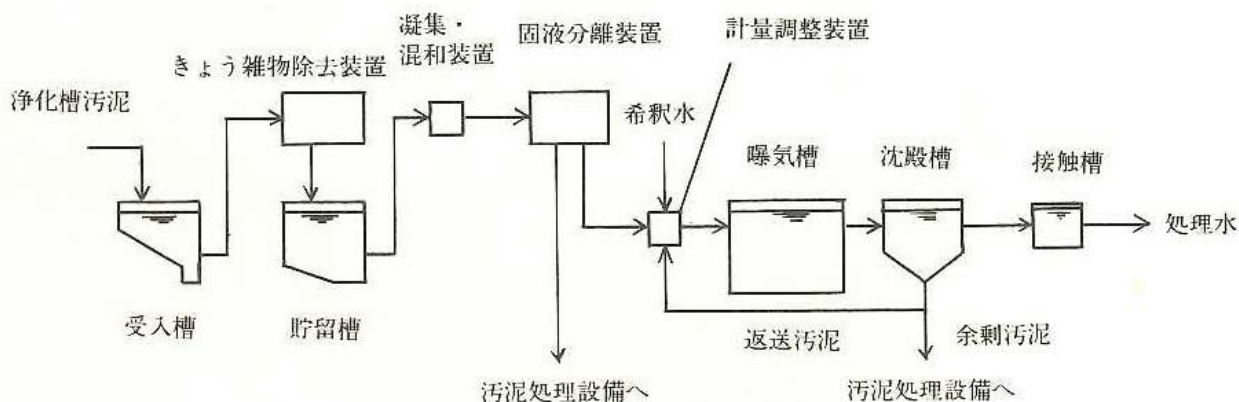 浄化槽汚泥
きょう雑物除去装置
凝集・
混和装置
固液分離装置
計量調整装置
希釈水
曝気槽
沈殿槽
接触槽
処理水
受入槽
貯留槽
返送汚泥
余剰汚泥
汚泥処理設備へ
汚泥処理設備へ